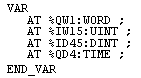 VAR
    AT %QW1:WORD ;
    AT %IW15:UINT ;
    AT %ID45:DINT ;
    AT %QD4:TIME ;
END_VAR